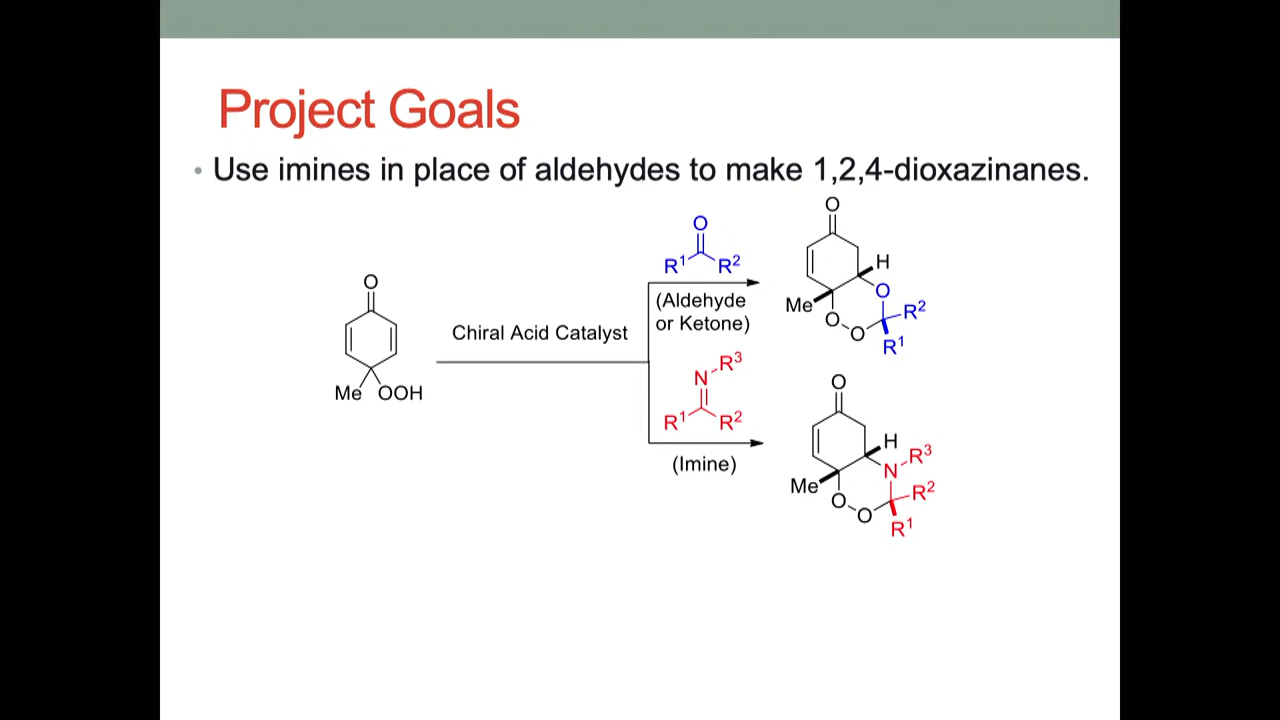 Project Goals
• Use imines in place of aldehydes to make 1,2,4-dioxazinanes.
O
Me OOH
Chiral Acid Catalyst
O
R¹ R²
(Aldehyde
or Ketone)
N R³
R¹ R²
(Imine)
O
H
O
Me
O
O
R²
R¹
O
H
R³
N
Me
O
O
R²
R¹